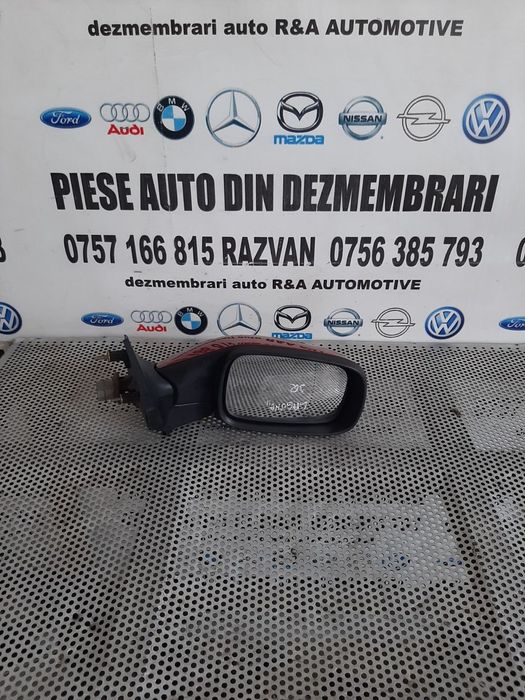 dezmembrari auto R&A AUTOMOTIVE
Ford Audi BMW mazda NISSAN
PIESE AUTO DIN DEZMEMBRARI
0757 166 815 RAZVAN 0756 385 793
dezmembrari auto R&A AUTOMOTIVE
Ford Audi BMW mazda NISSAN